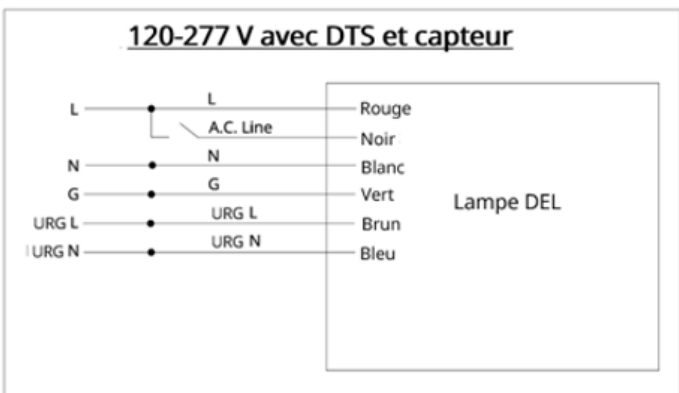 120-277 V avec DTS et capteur
L L Rouge
A.C. Line Noir
N N Blanc
G G Vert
Lampe DEL
URG L URG L Brun
URG N URG N Bleu